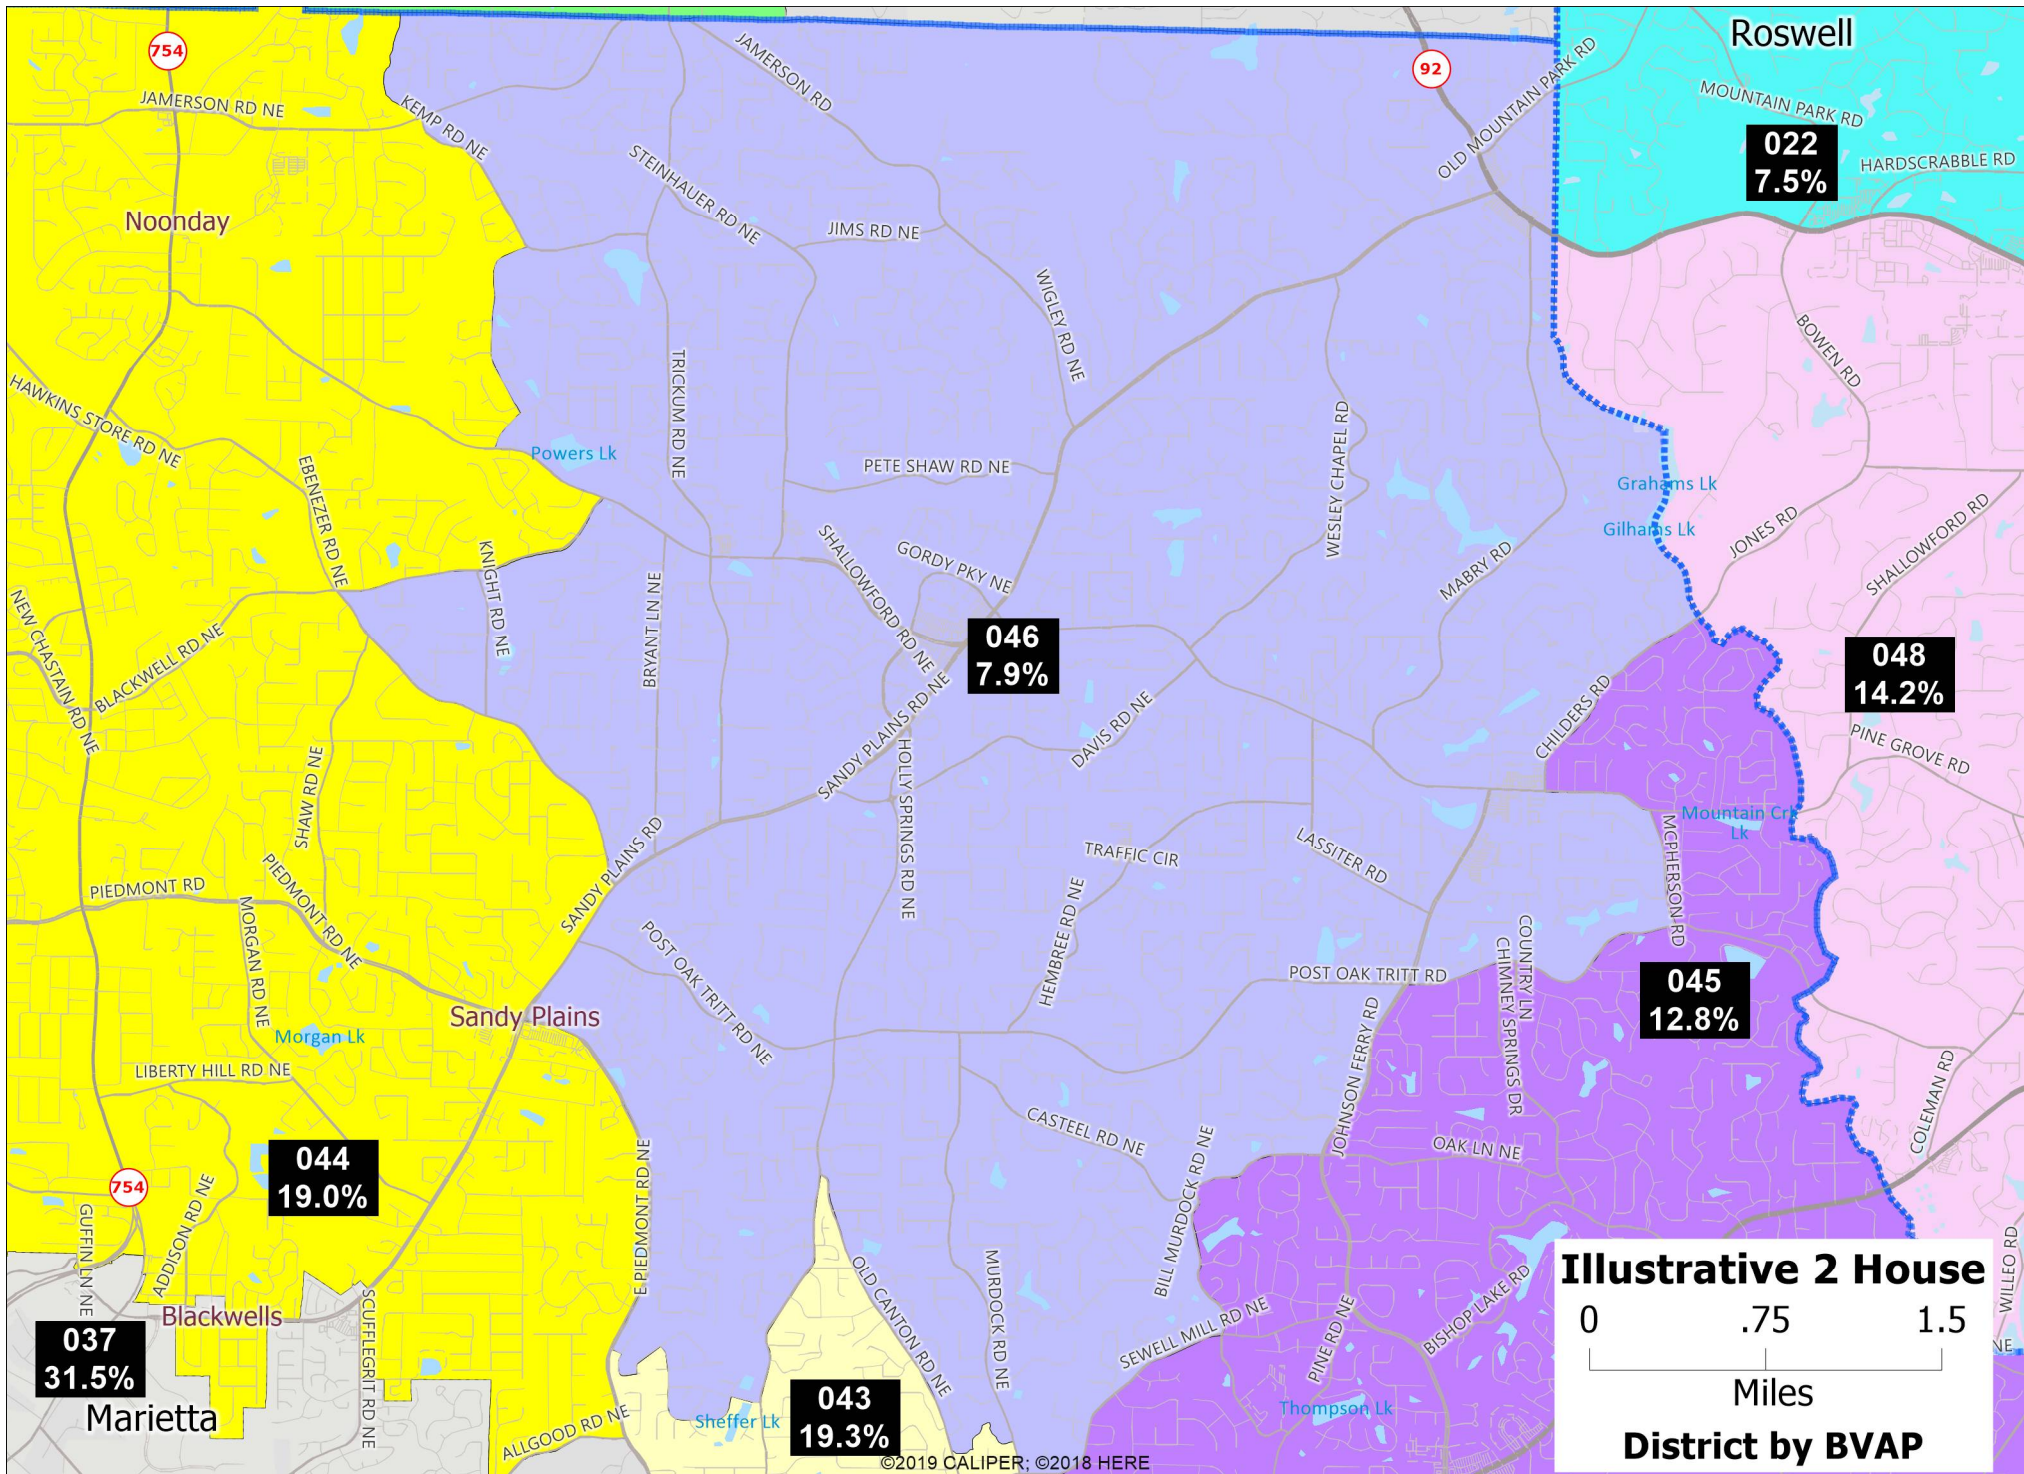 Roswell
754
92
JAMERSON RD
OLD MOUNTAIN PARK RD
MOUNTAIN PARK RD
JAMERSON RD NE
KEMP RD NE
022
7.5%
HARDSCRABBLE RD
STEINHAUER RD NE
Noonday
JIMS RD NE
WIGLEY RD NE
BOWEN RD
HAWKINS STORE RD NE
TRICKUM RD NE
WESLEY CHAPEL RD
EBENEZER RD NE
Powers Lk
PETE SHAW RD NE
Grahams Lk
Gilhams Lk
JONES RD
SHALLOWFORD RD
KNIGHT RD NE
SHALLOWFORD RD NE
GORDY PKY NE
MABRY RD
NEW CHASTAIN RD NE
BLACKWELL RD NE
BRYANT LN NE
046
7.9%
048
14.2%
SANDY PLAINS RD NE
DAVIS RD NE
CHILDERS RD
PINE GROVE RD
SHAW RD NE
HOLLY SPRINGS RD NE
Mountain Crk
Lk
SANDY PLAINS RD
TRAFFIC CIR
LASSITER RD
MCPHERSON RD
PIEDMONT RD
PIEDMONT RD NE
MORGAN RD NE
POST OAK TRITT RD NE
HEMBREE RD NE
POST OAK TRITT RD
COUNTRY LN
CHIMNEY SPRINGS DR
045
12.8%
Sandy Plains
Morgan Lk
LIBERTY HILL RD NE
JOHNSON FERRY RD
COLEMAN RD
CASTEEL RD NE
OAK LN NE
044
19.0%
754
E PIEDMONT RD NE
BILL MURDOCK RD NE
GUFFIN LN NE
ADDISON RD NE
OLD CANTON RD NE
MURDOCK RD NE
WILLEO RD
NE
Blackwells
SCUFFLEGRIT RD NE
SEWELL MILL RD NE
PINE RD NE
BISHOP LAKE RD
037
31.5%
Marietta
ALLGOOD RD NE
Sheffer Lk
043
19.3%
Thompson Lk
©2019 CALIPER; ©2018 HERE
Illustrative 2 House
0 .75 1.5
Miles
District by BVAP